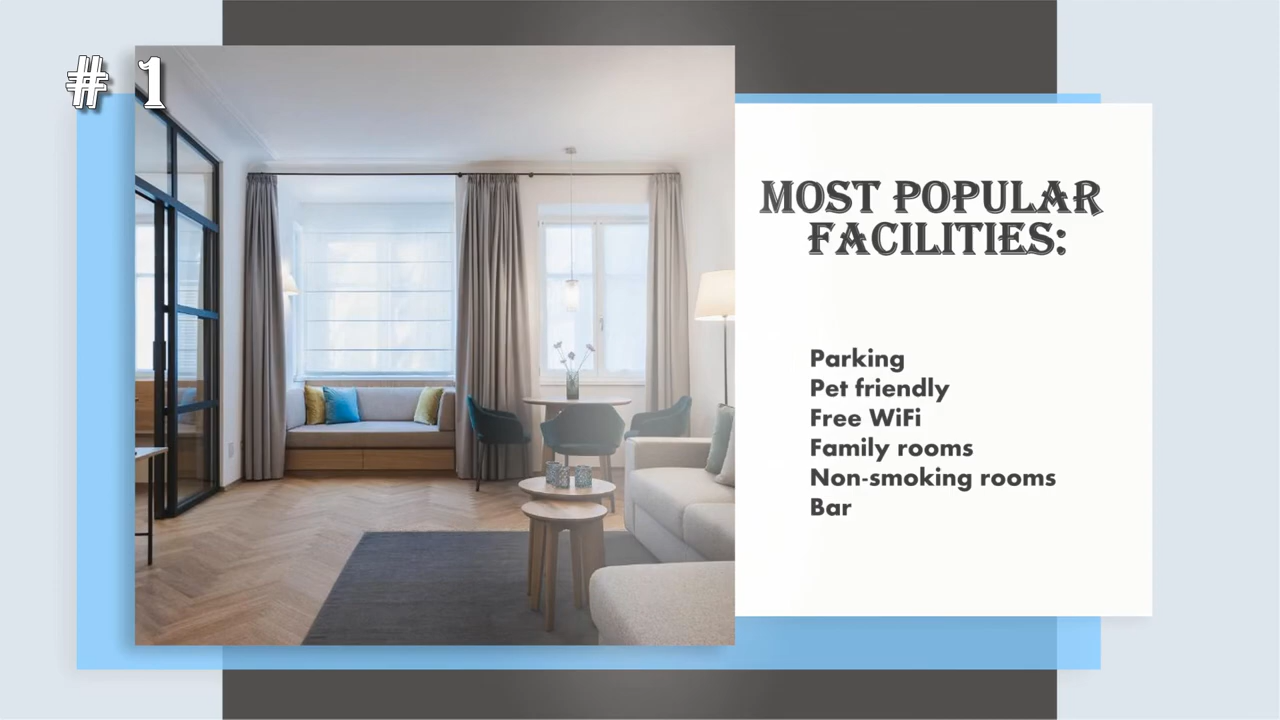 # 1
MOST POPULAR
FACILITIES:
Parking
Pet friendly
Free WiFi
Family rooms
Non-smoking rooms
Bar